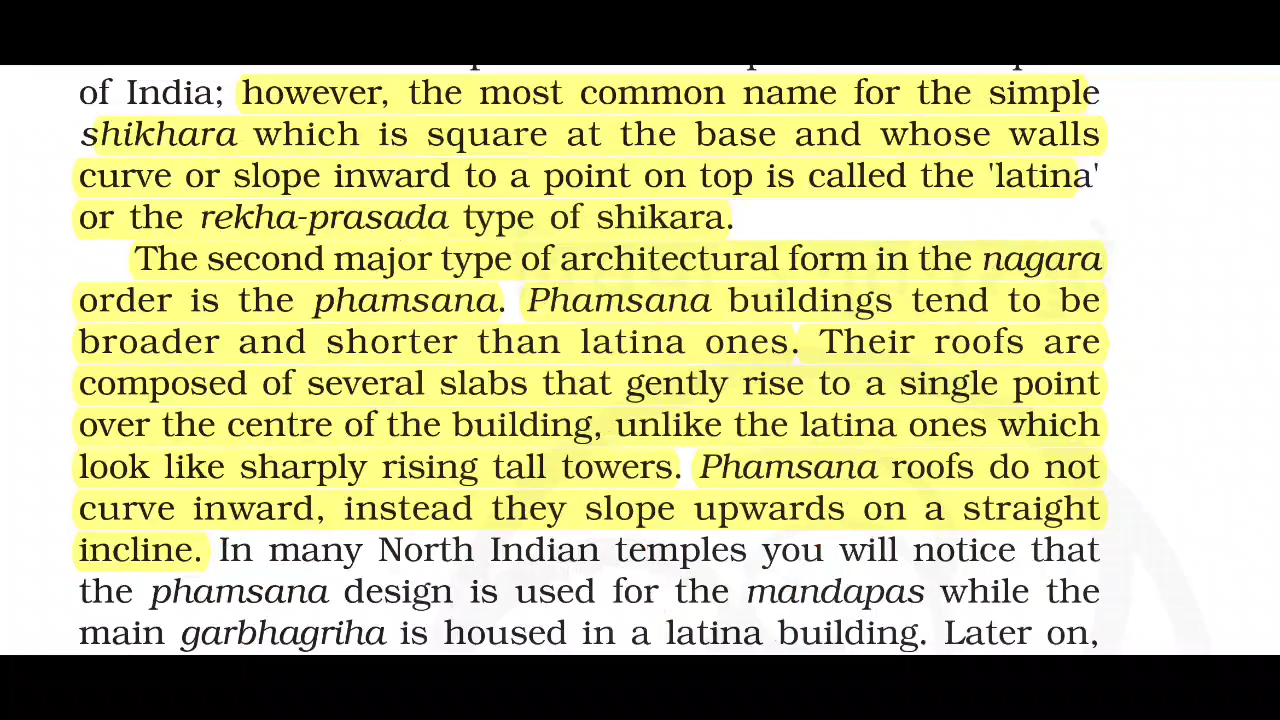 of India; however, the most common name for the simple
shikhara which is square at the base and whose walls
curve or slope inward to a point on top is called the 'latina'
or the rekha-prasada type of shikara.
The second major type of architectural form in the nagara
order is the phamsana. Phamsana buildings tend to be
broader and shorter than latina ones. Their roofs are
composed of several slabs that gently rise to a single point
over the centre of the building, unlike the latina ones which
look like sharply rising tall towers. Phamsana roofs do not
curve inward, instead they slope upwards on a straight
incline. In many North Indian temples you will notice that
the phamsana design is used for the mandapas while the
main garbhagriha is housed in a latina building. Later on,